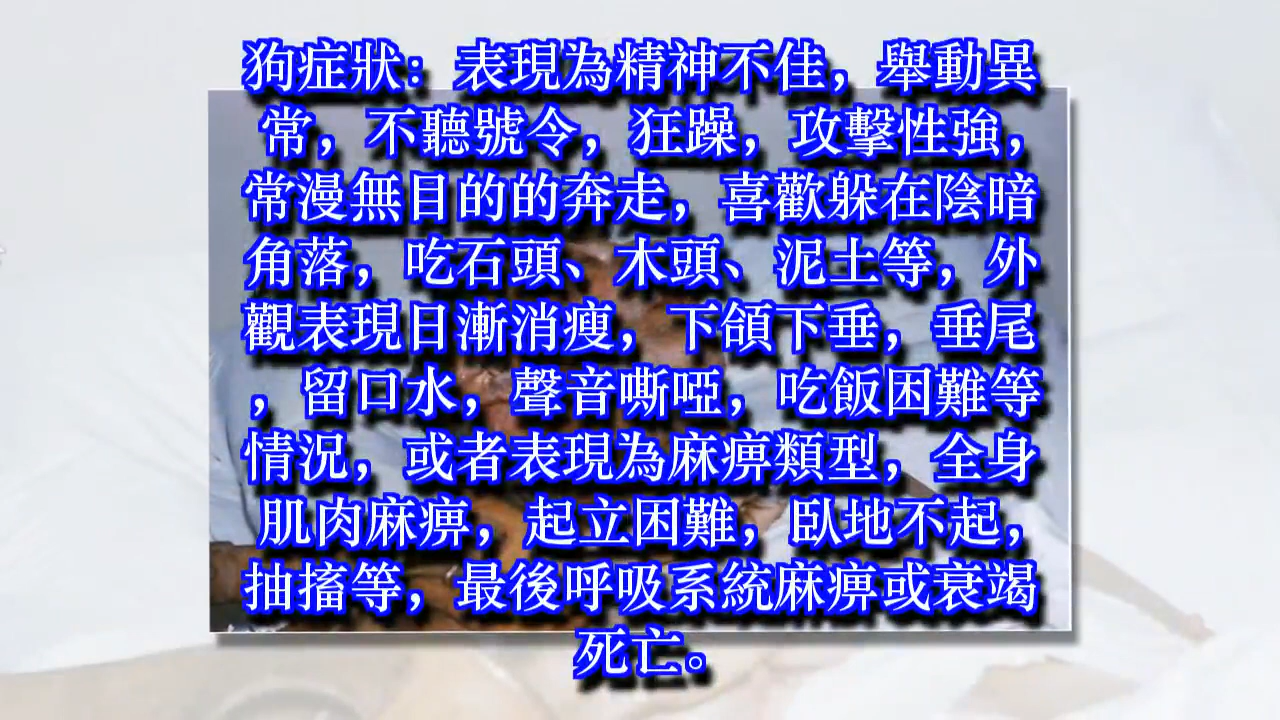 狗症狀：表現為精神不佳，舉動異
常，不聽號令，狂躁，攻擊性強，
常漫無目的的奔走，喜歡躲在陰暗
角落，吃石頭、木頭、泥土等，外
觀表現日漸消瘦，下頜下垂，垂尾
，留口水，聲音嘶啞，吃飯困難等
情況，或者表現為麻痹類型，全身
肌肉麻痹，起立困難，臥地不起，
抽搐等，最後呼吸系統麻痹或衰竭
死亡。